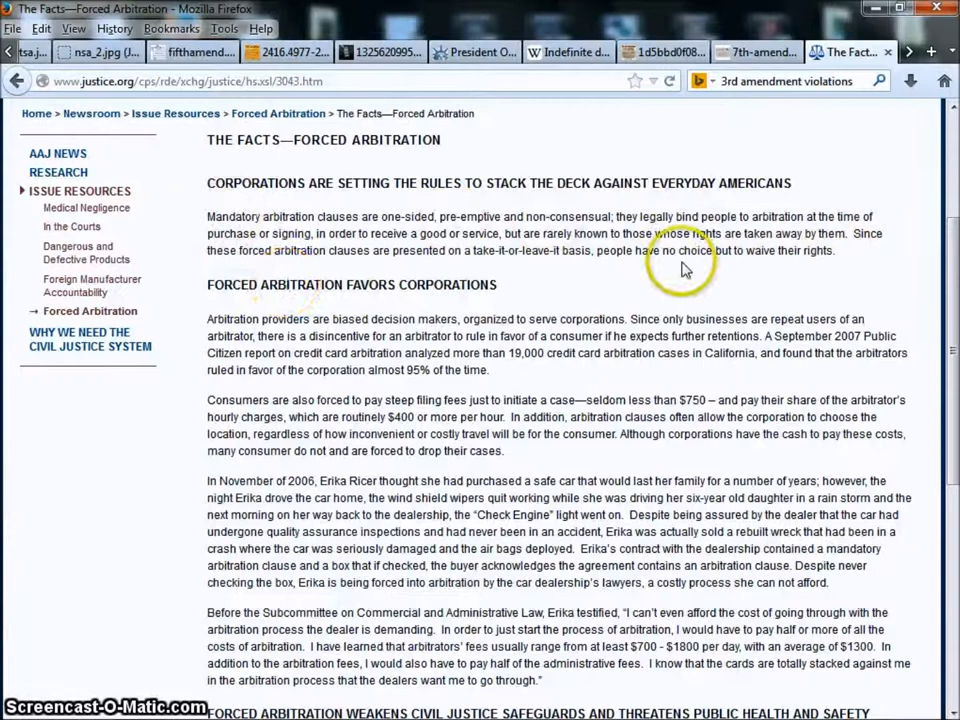 The Facts—Forced Arbitration - Mozilla Firefox
File Edit View History Bookmarks Tools Help
tsa.j... nsa_2.jpg (J... fifthamend... 2416.4977-2... 1325620995... President O... Indefinite d... 1d5bbd0f08... 7th-amend... The Fact...
www.justice.org/cps/rde/xchg/justice/hs.xsl/3043.htm
3rd amendment violations
Home > Newsroom > Issue Resources > Forced Arbitration > The Facts—Forced Arbitration
AAJ NEWS
RESEARCH
ISSUE RESOURCES
Medical Negligence
In the Courts
Dangerous and
Defective Products
Foreign Manufacturer
Accountability
→ Forced Arbitration
WHY WE NEED THE
CIVIL JUSTICE SYSTEM
THE FACTS—FORCED ARBITRATION
CORPORATIONS ARE SETTING THE RULES TO STACK THE DECK AGAINST EVERYDAY AMERICANS
Mandatory arbitration clauses are one-sided, pre-emptive and non-consensual; they legally bind people to arbitration at the time of
purchase or signing, in order to receive a good or service, but are rarely known to those whose rights are taken away by them. Since
these forced arbitration clauses are presented on a take-it-or-leave-it basis, people have no choice but to waive their rights.
FORCED ARBITRATION FAVORS CORPORATIONS
Arbitration providers are biased decision makers, organized to serve corporations. Since only businesses are repeat users of an
arbitrator, there is a disincentive for an arbitrator to rule in favor of a consumer if he expects further retentions. A September 2007 Public
Citizen report on credit card arbitration analyzed more than 19,000 credit card arbitration cases in California, and found that the arbitrators
ruled in favor of the corporation almost 95% of the time.
Consumers are also forced to pay steep filing fees just to initiate a case—seldom less than $750 – and pay their share of the arbitrator's
hourly charges, which are routinely $400 or more per hour. In addition, arbitration clauses often allow the corporation to choose the
location, regardless of how inconvenient or costly travel will be for the consumer. Although corporations have the cash to pay these costs,
many consumer do not and are forced to drop their cases.
In November of 2006, Erika Ricer thought she had purchased a safe car that would last her family for a number of years; however, the
night Erika drove the car home, the wind shield wipers quit working while she was driving her six-year old daughter in a rain storm and the
next morning on her way back to the dealership, the “Check Engine” light went on. Despite being assured by the dealer that the car had
undergone quality assurance inspections and had never been in an accident, Erika was actually sold a rebuilt wreck that had been in a
crash where the car was seriously damaged and the air bags deployed. Erika's contract with the dealership contained a mandatory
arbitration clause and a box that if checked, the buyer acknowledges the agreement contains an arbitration clause. Despite never
checking the box, Erika is being forced into arbitration by the car dealership's lawyers, a costly process she can not afford.
Before the Subcommittee on Commercial and Administrative Law, Erika testified, “I can't even afford the cost of going through with the
arbitration process the dealer is demanding. In order to just start the process of arbitration, I would have to pay half or more of all the
costs of arbitration. I have learned that arbitrators' fees usually range from at least $700 - $1800 per day, with an average of $1300. In
addition to the arbitration fees, I would also have to pay half of the administrative fees. I know that the cards are totally stacked against me
in the arbitration process that the dealers want me to go through.”
FORCED ARBITRATION WEAKENS CIVIL JUSTICE SAFEGUARDS AND THREATENS PUBLIC HEALTH AND SAFETY
Screencast-O-Matic.com